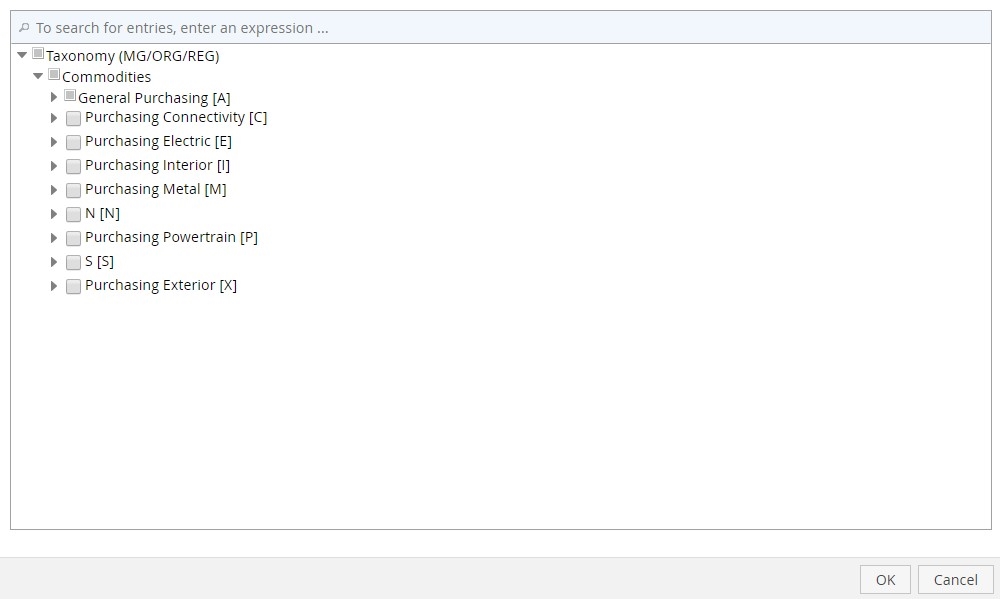 To search for entries, enter an expression ...
Taxonomy (MG/ORG/REG)
Commodities
General Purchasing [A]
Purchasing Connectivity [C]
Purchasing Electric [E]
Purchasing Interior [I]
Purchasing Metal [M]
N [N]
Purchasing Powertrain [P]
S [S]
Purchasing Exterior [X]
OK Cancel